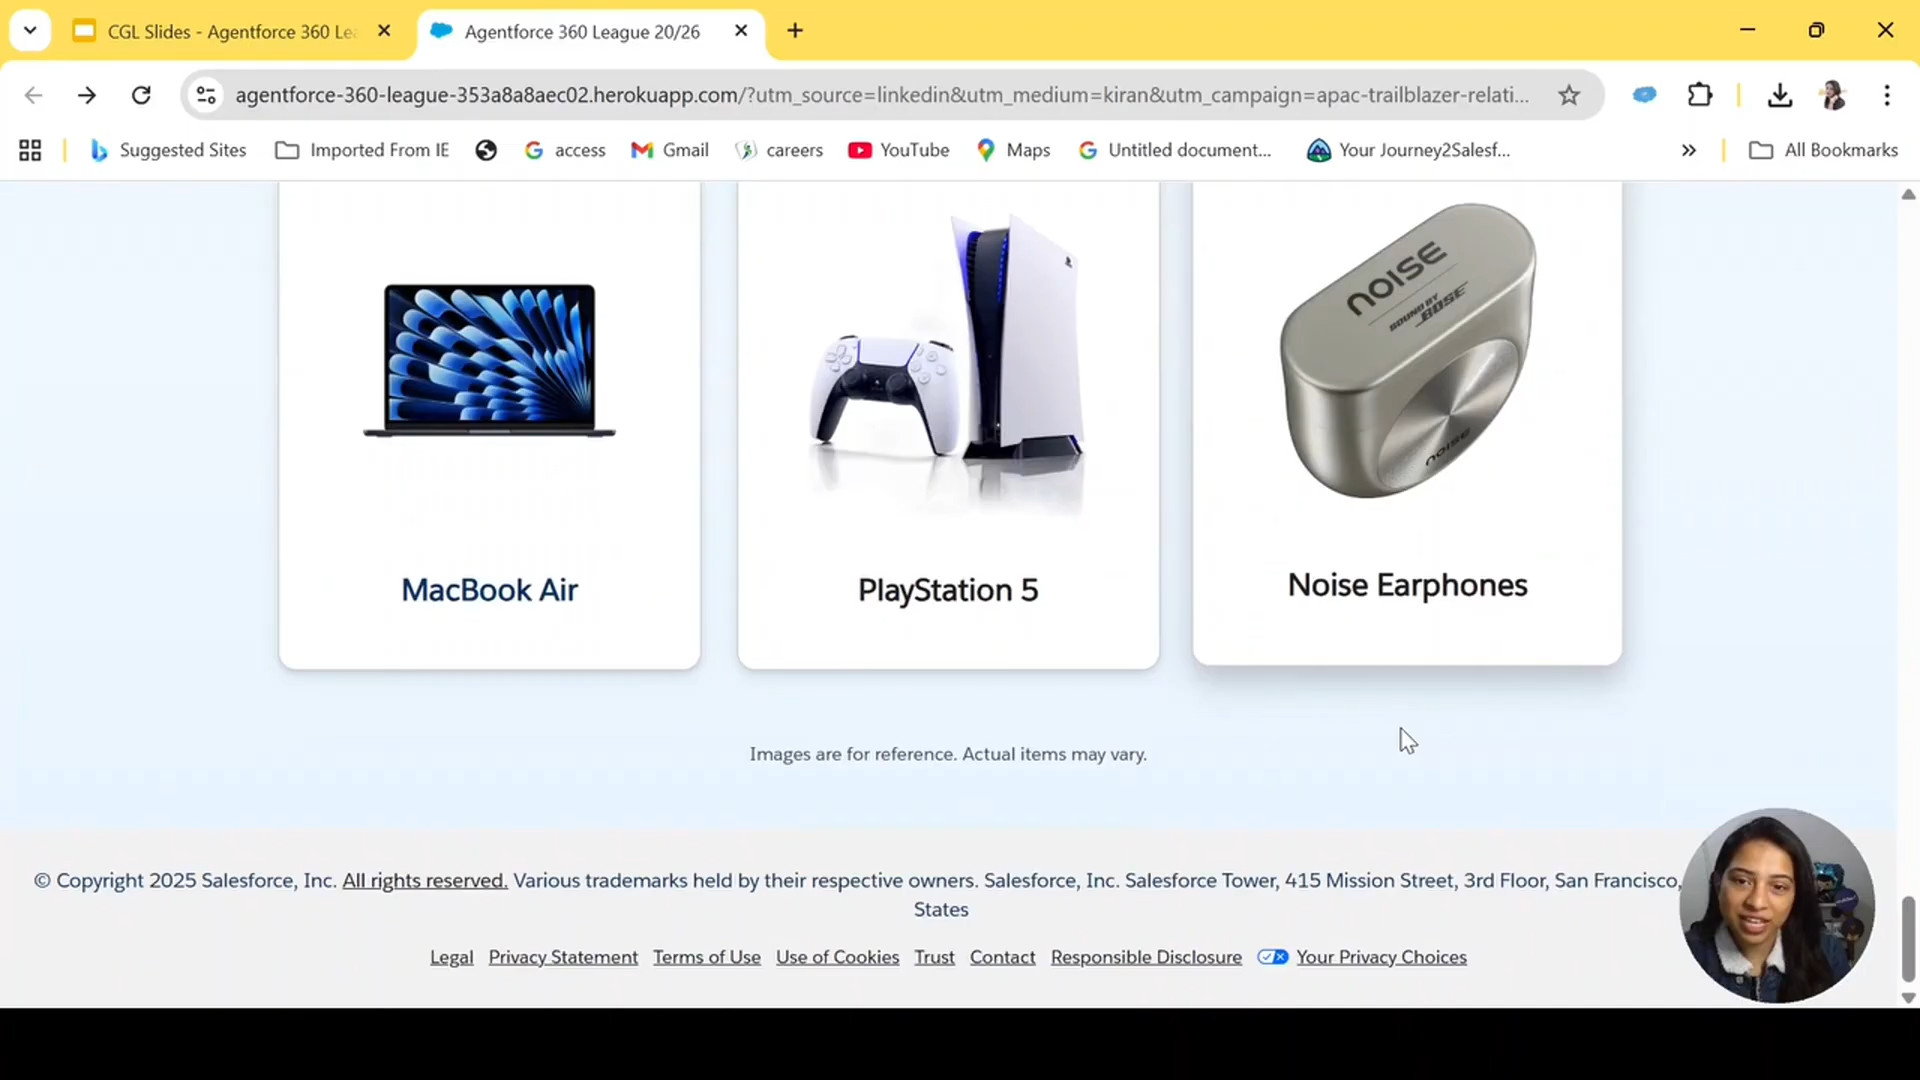 CGL Slides - Agentforce 360 Le
Agentforce 360 League 20/26
agentforce-360-league-353a8a8aec02.herokuapp.com/?utm_source=linkedin&utm_medium=kiran&utm_campaign=apac-trailblazer-relati...
Suggested Sites
Imported From IE
access
Gmail
careers
YouTube
Maps
Untitled document...
Your Journey2Salesf...
All Bookmarks
NOISE
SOUND BY
BOSE
NOISE
MacBook Air
PlayStation 5
Noise Earphones
Images are for reference. Actual items may vary.
© Copyright 2025 Salesforce, Inc. All rights reserved. Various trademarks held by their respective owners. Salesforce, Inc. Salesforce Tower, 415 Mission Street, 3rd Floor, San Francisco,
States
Legal Privacy Statement Terms of Use Use of Cookies Trust Contact Responsible Disclosure Your Privacy Choices